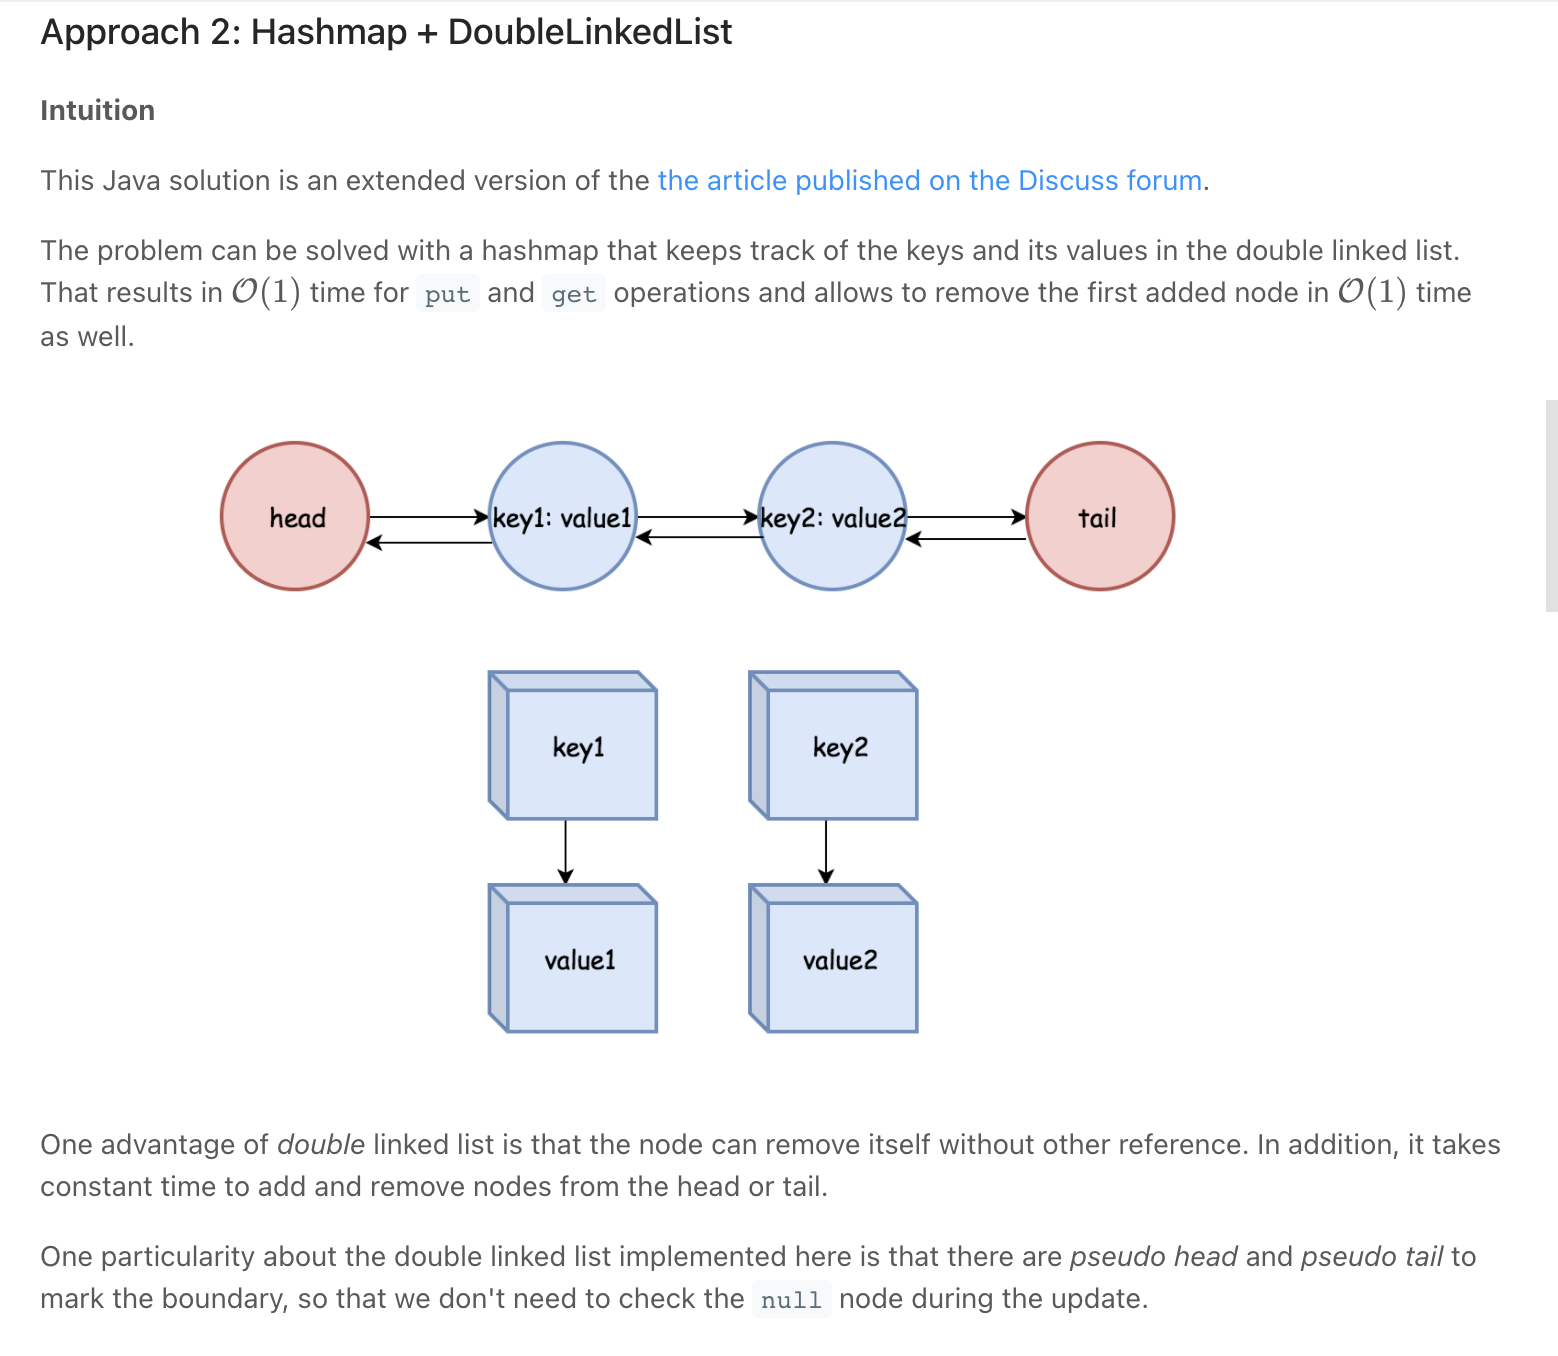 Approach 2: Hashmap + DoubleLinkedList
Intuition
This Java solution is an extended version of the the article published on the Discuss forum.
The problem can be solved with a hashmap that keeps track of the keys and its values in the double linked list.
That results in O(1) time for put and get operations and allows to remove the first added node in O(1) time
as well.
head
key1: value1
key2: value2
tail
key1
key2
value1
value2
One advantage of double linked list is that the node can remove itself without other reference. In addition, it takes
constant time to add and remove nodes from the head or tail.
One particularity about the double linked list implemented here is that there are pseudo head and pseudo tail to
mark the boundary, so that we don't need to check the null node during the update.